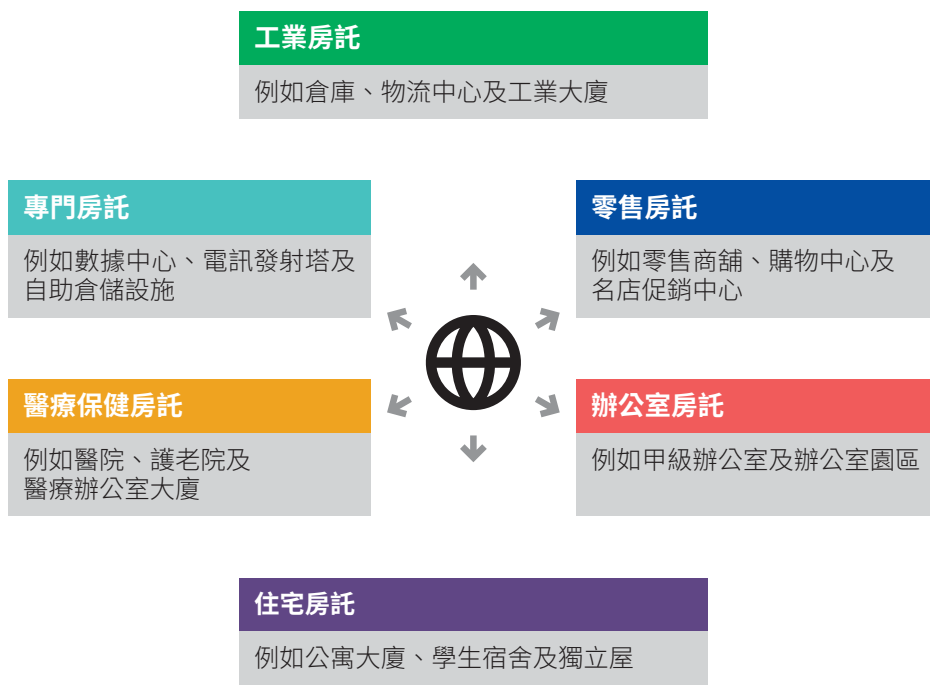 工業房託
例如倉庫、物流中心及工業大廈
專門房託
例如數據中心、電訊發射塔及
自助倉儲設施
零售房託
例如零售商舖、購物中心及
名店促銷中心
醫療保健房託
例如醫院、護老院及
醫療辦公室大廈
辦公室房託
例如甲級辦公室及辦公室園區
住宅房託
例如公寓大廈、學生宿舍及獨立屋